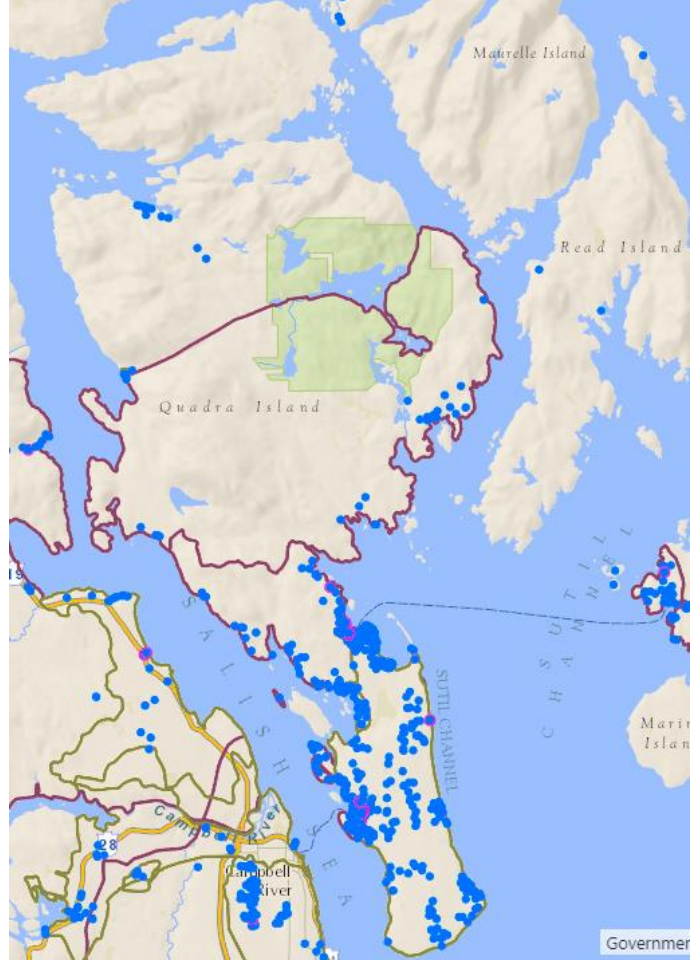 Maurelle Island
Read Island
Quadra Island
19
SALISH SEA
SUTIL
CHANNEL
SUTIL CHANNEL
Marin
Islan
Campbell River
28
Campbell
River
Governmer